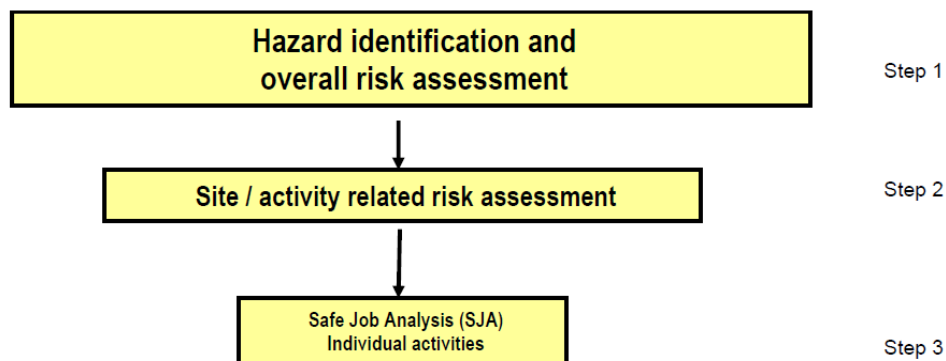 Hazard identification and
overall risk assessment
Step 1
Site / activity related risk assessment
Step 2
Safe Job Analysis (SJA)
Individual activities
Step 3